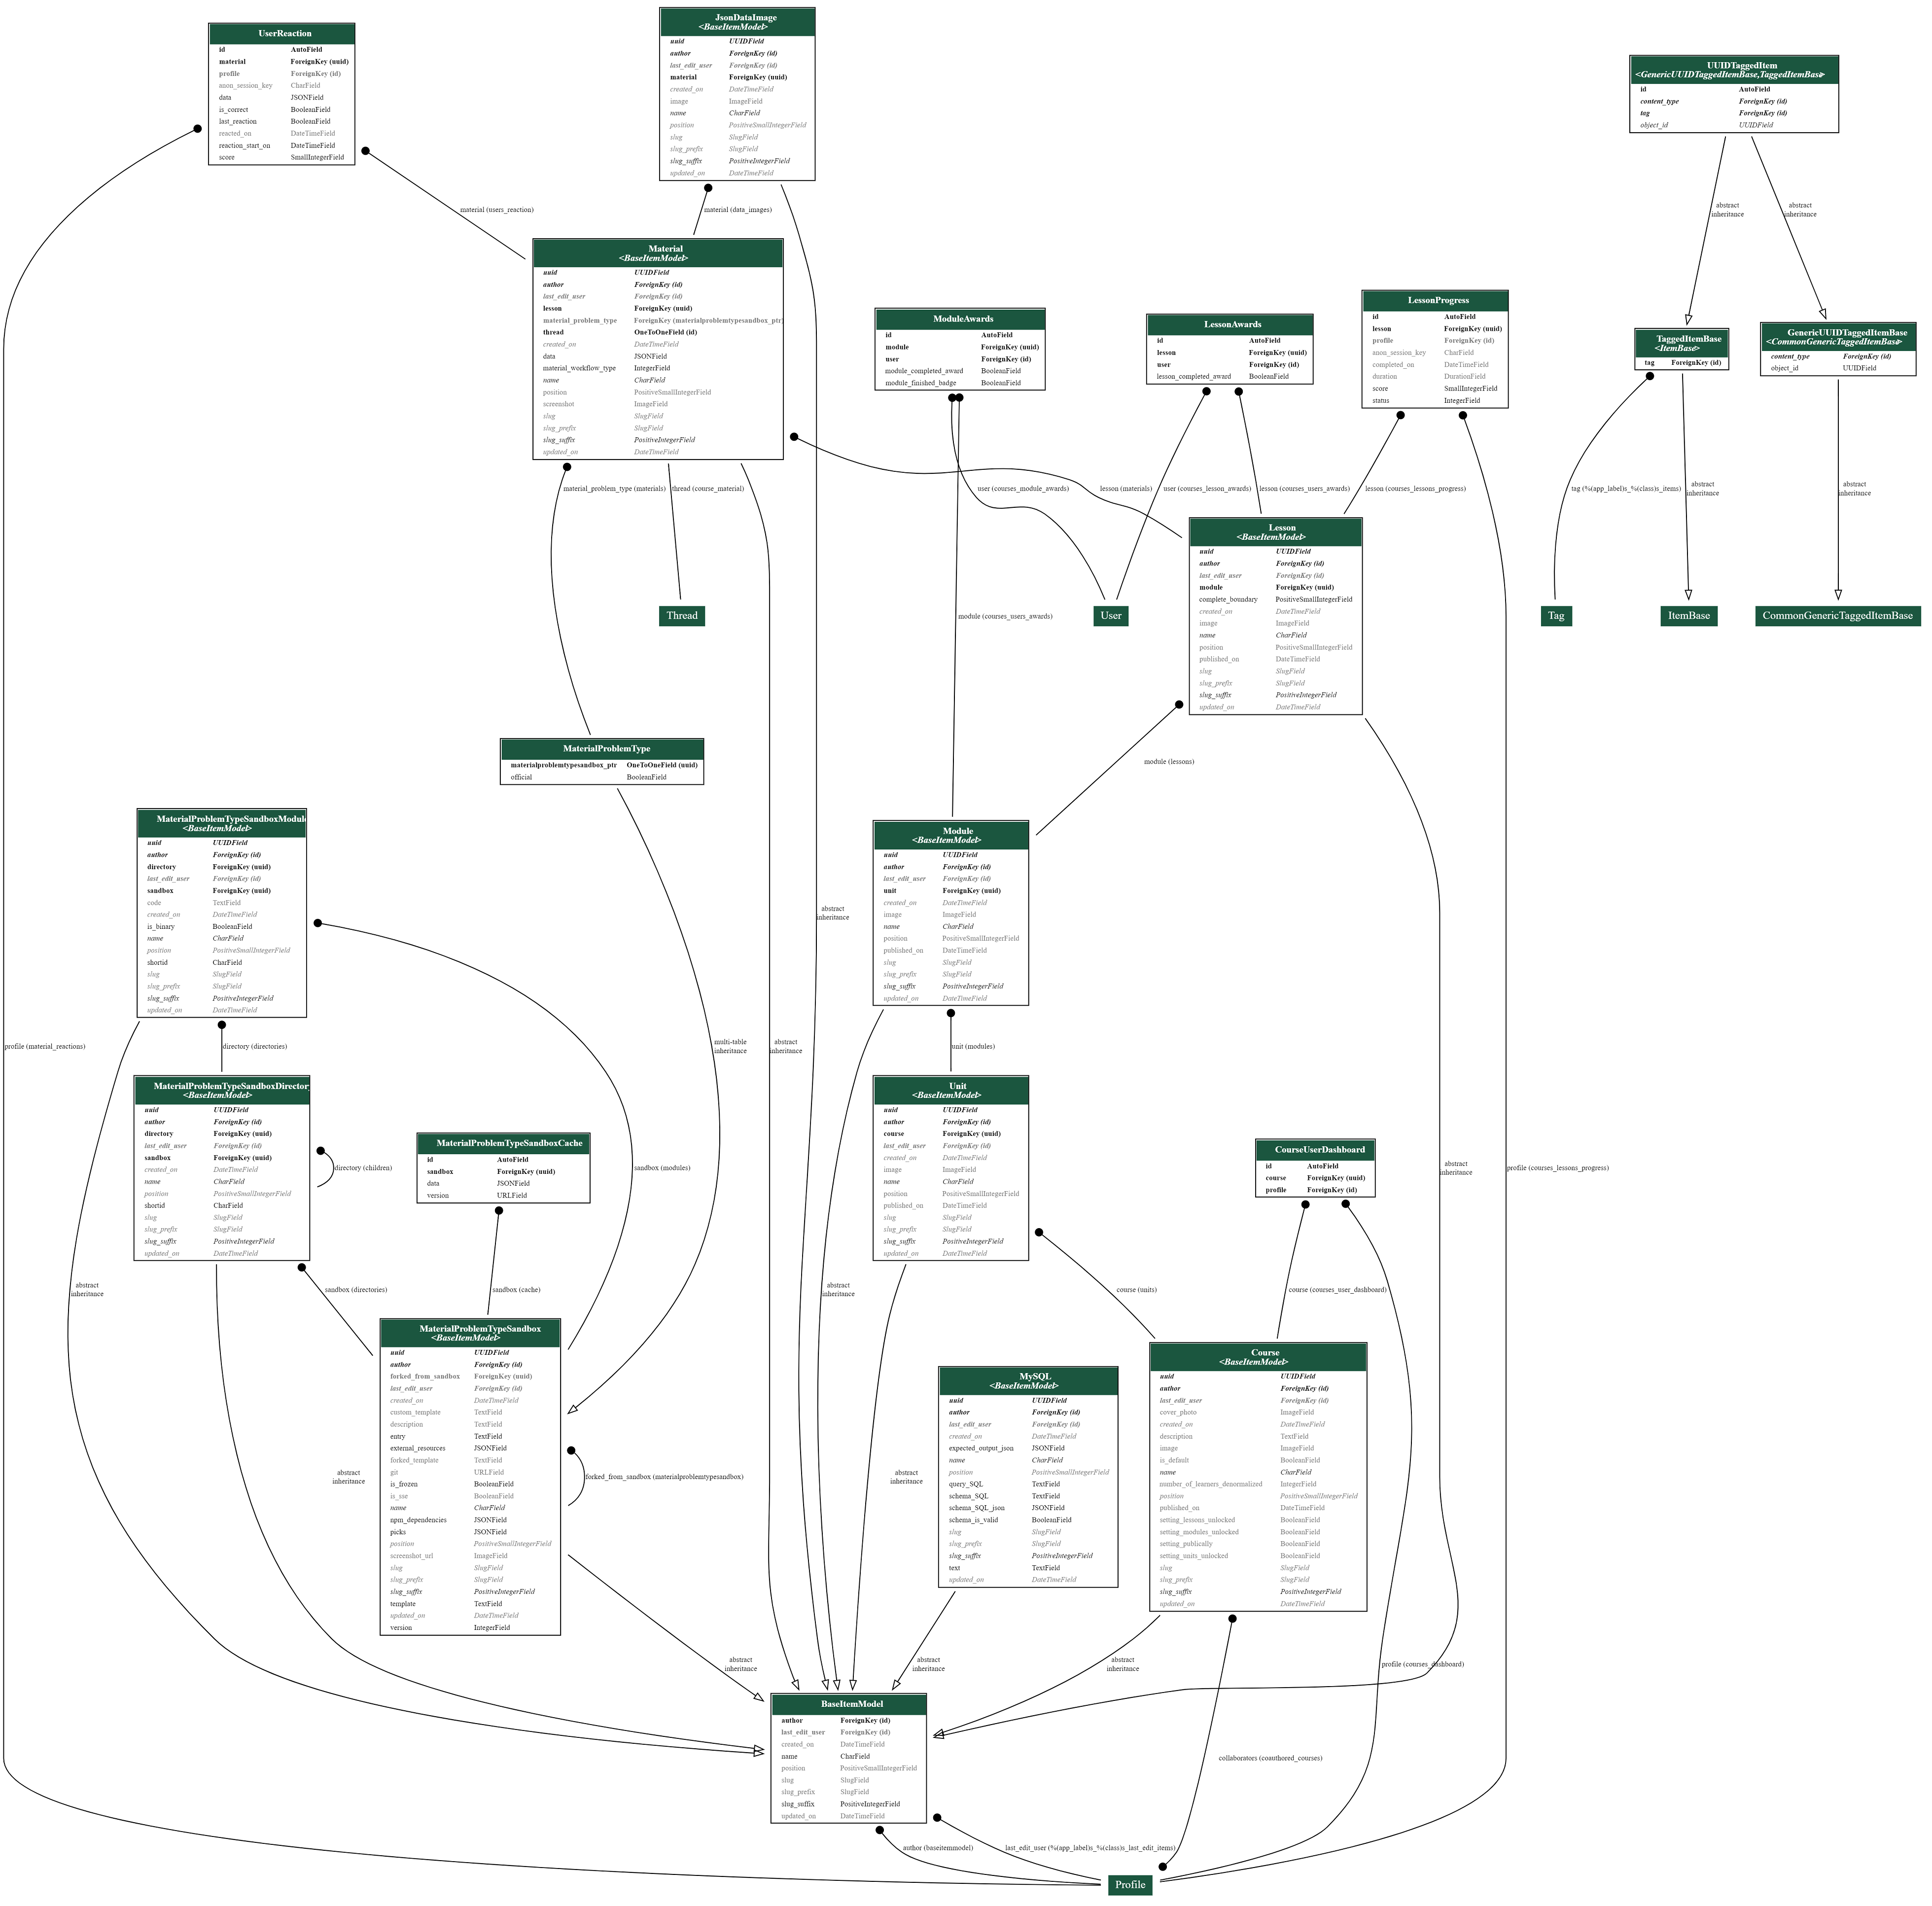 UserReaction
id AutoField
material ForeignKey (uuid)
profile ForeignKey (id)
anon_session_key CharField
data JSONField
is_correct BooleanField
last_reaction BooleanField
reacted_on DateTimeField
reaction_start_on DateTimeField
score SmallIntegerField
JsonDataImage
<BaseItemModel>
uuid UUIDField
author ForeignKey (id)
last_edit_user ForeignKey (id)
material ForeignKey (uuid)
created_on DateTimeField
image ImageField
name CharField
position PositiveSmallIntegerField
slug SlugField
slug_prefix SlugField
slug_suffix PositiveIntegerField
updated_on DateTimeField
UUIDTaggedItem
<GenericUUIDTaggedItemBase,TaggedItemBase>
id AutoField
content_type ForeignKey (id)
tag ForeignKey (id)
object_id UUIDField
material (users_reaction)
material (data_images)
abstract
inheritance
abstract
inheritance
Material
<BaseItemModel>
uuid UUIDField
author ForeignKey (id)
last_edit_user ForeignKey (id)
lesson ForeignKey (uuid)
material_problem_type ForeignKey (materialproblemtypesandbox_ptr)
thread OneToOneField (id)
created_on DateTimeField
data JSONField
material_workflow_type IntegerField
name CharField
position PositiveSmallIntegerField
screenshot ImageField
slug SlugField
slug_prefix SlugField
slug_suffix PositiveIntegerField
updated_on DateTimeField
ModuleAwards
id AutoField
module ForeignKey (uuid)
user ForeignKey (id)
module_completed_award BooleanField
module_finished_badge BooleanField
LessonAwards
id AutoField
lesson ForeignKey (uuid)
user ForeignKey (id)
lesson_completed_award BooleanField
LessonProgress
id AutoField
lesson ForeignKey (uuid)
profile ForeignKey (id)
anon_session_key CharField
completed_on DateTimeField
duration DurationField
score SmallIntegerField
status IntegerField
TaggedItemBase
<ItemBase>
tag ForeignKey (id)
GenericUUIDTaggedItemBase
<CommonGenericTaggedItemBase>
content_type ForeignKey (id)
object_id UUIDField
material_problem_type (materials)
thread (course_material)
user (courses_module_awards)
lesson (materials)
user (courses_lesson_awards)
lesson (courses_users_awards)
lesson (courses_lessons_progress)
tag (%(app_label)s_%(class)s_items)
abstract
inheritance
abstract
inheritance
Lesson
<BaseItemModel>
uuid UUIDField
author ForeignKey (id)
last_edit_user ForeignKey (id)
module ForeignKey (uuid)
complete_boundary PositiveSmallIntegerField
created_on DateTimeField
image ImageField
name CharField
position PositiveSmallIntegerField
published_on DateTimeField
slug SlugField
slug_prefix SlugField
slug_suffix PositiveIntegerField
updated_on DateTimeField
Thread
User
Tag
ItemBase
CommonGenericTaggedItemBase
module (courses_users_awards)
module (lessons)
MaterialProblemType
materialproblemtypesandbox_ptr OneToOneField (uuid)
official BooleanField
MaterialProblemTypeSandboxModule
<BaseItemModel>
uuid UUIDField
author ForeignKey (id)
directory ForeignKey (uuid)
last_edit_user ForeignKey (id)
sandbox ForeignKey (uuid)
code TextField
created_on DateTimeField
is_binary BooleanField
name CharField
position PositiveSmallIntegerField
shortid CharField
slug SlugField
slug_prefix SlugField
slug_suffix PositiveIntegerField
updated_on DateTimeField
Module
<BaseItemModel>
uuid UUIDField
author ForeignKey (id)
last_edit_user ForeignKey (id)
unit ForeignKey (uuid)
created_on DateTimeField
image ImageField
name CharField
position PositiveSmallIntegerField
published_on DateTimeField
slug SlugField
slug_prefix SlugField
slug_suffix PositiveIntegerField
updated_on DateTimeField
abstract
inheritance
profile (material_reactions)
directory (directories)
multi-table
inheritance
abstract
inheritance
unit (modules)
MaterialProblemTypeSandboxDirectory
<BaseItemModel>
uuid UUIDField
author ForeignKey (id)
directory ForeignKey (uuid)
last_edit_user ForeignKey (id)
sandbox ForeignKey (uuid)
created_on DateTimeField
name CharField
position PositiveSmallIntegerField
shortid CharField
slug SlugField
slug_prefix SlugField
slug_suffix PositiveIntegerField
updated_on DateTimeField
directory (children)
MaterialProblemTypeSandboxCache
id AutoField
sandbox ForeignKey (uuid)
data JSONField
version URLField
sandbox (modules)
Unit
<BaseItemModel>
uuid UUIDField
author ForeignKey (id)
course ForeignKey (uuid)
last_edit_user ForeignKey (id)
created_on DateTimeField
image ImageField
name CharField
position PositiveSmallIntegerField
published_on DateTimeField
slug SlugField
slug_prefix SlugField
slug_suffix PositiveIntegerField
updated_on DateTimeField
CourseUserDashboard
id AutoField
course ForeignKey (uuid)
profile ForeignKey (id)
abstract
inheritance
profile (courses_lessons_progress)
abstract
inheritance
sandbox (directories)
sandbox (cache)
abstract
inheritance
course (units)
course (courses_user_dashboard)
MaterialProblemTypeSandbox
<BaseItemModel>
uuid UUIDField
author ForeignKey (id)
forked_from_sandbox ForeignKey (uuid)
last_edit_user ForeignKey (id)
created_on DateTimeField
custom_template TextField
description TextField
entry TextField
external_resources JSONField
forked_template TextField
git URLField
is_frozen BooleanField
is_sse BooleanField
name CharField
npm_dependencies JSONField
picks JSONField
position PositiveSmallIntegerField
screenshot_url ImageField
slug SlugField
slug_prefix SlugField
slug_suffix PositiveIntegerField
template TextField
updated_on DateTimeField
version IntegerField
abstract
inheritance
forked_from_sandbox (materialproblemtypesandbox)
abstract
inheritance
MySQL
<BaseItemModel>
uuid UUIDField
author ForeignKey (id)
last_edit_user ForeignKey (id)
created_on DateTimeField
expected_output_json JSONField
name CharField
position PositiveSmallIntegerField
query_SQL TextField
schema_SQL TextField
schema_SQL_json JSONField
schema_is_valid BooleanField
slug SlugField
slug_prefix SlugField
slug_suffix PositiveIntegerField
text TextField
updated_on DateTimeField
Course
<BaseItemModel>
uuid UUIDField
author ForeignKey (id)
last_edit_user ForeignKey (id)
cover_photo ImageField
created_on DateTimeField
description TextField
image ImageField
is_default BooleanField
name CharField
number_of_learners_denormalized IntegerField
position PositiveSmallIntegerField
published_on DateTimeField
setting_lessons_unlocked BooleanField
setting_modules_unlocked BooleanField
setting_publically BooleanField
setting_units_unlocked BooleanField
slug SlugField
slug_prefix SlugField
slug_suffix PositiveIntegerField
updated_on DateTimeField
abstract
inheritance
abstract
inheritance
abstract
inheritance
profile (courses_dashboard)
BaseItemModel
author ForeignKey (id)
last_edit_user ForeignKey (id)
created_on DateTimeField
name CharField
position PositiveSmallIntegerField
slug SlugField
slug_prefix SlugField
slug_suffix PositiveIntegerField
updated_on DateTimeField
collaborators (coauthored_courses)
author (baseitemmodel)
last_edit_user (%(app_label)s_%(class)s_last_edit_items)
Profile